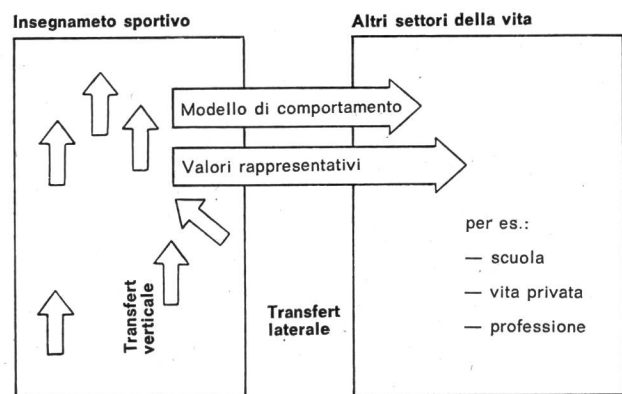 Insegnameto sportivo
Altri settori della vita
Modello di comportamento
Valori rappresentativi
per es.:
— scuola
— vita privata
— professione
Transfert
verticale
Transfert
laterale